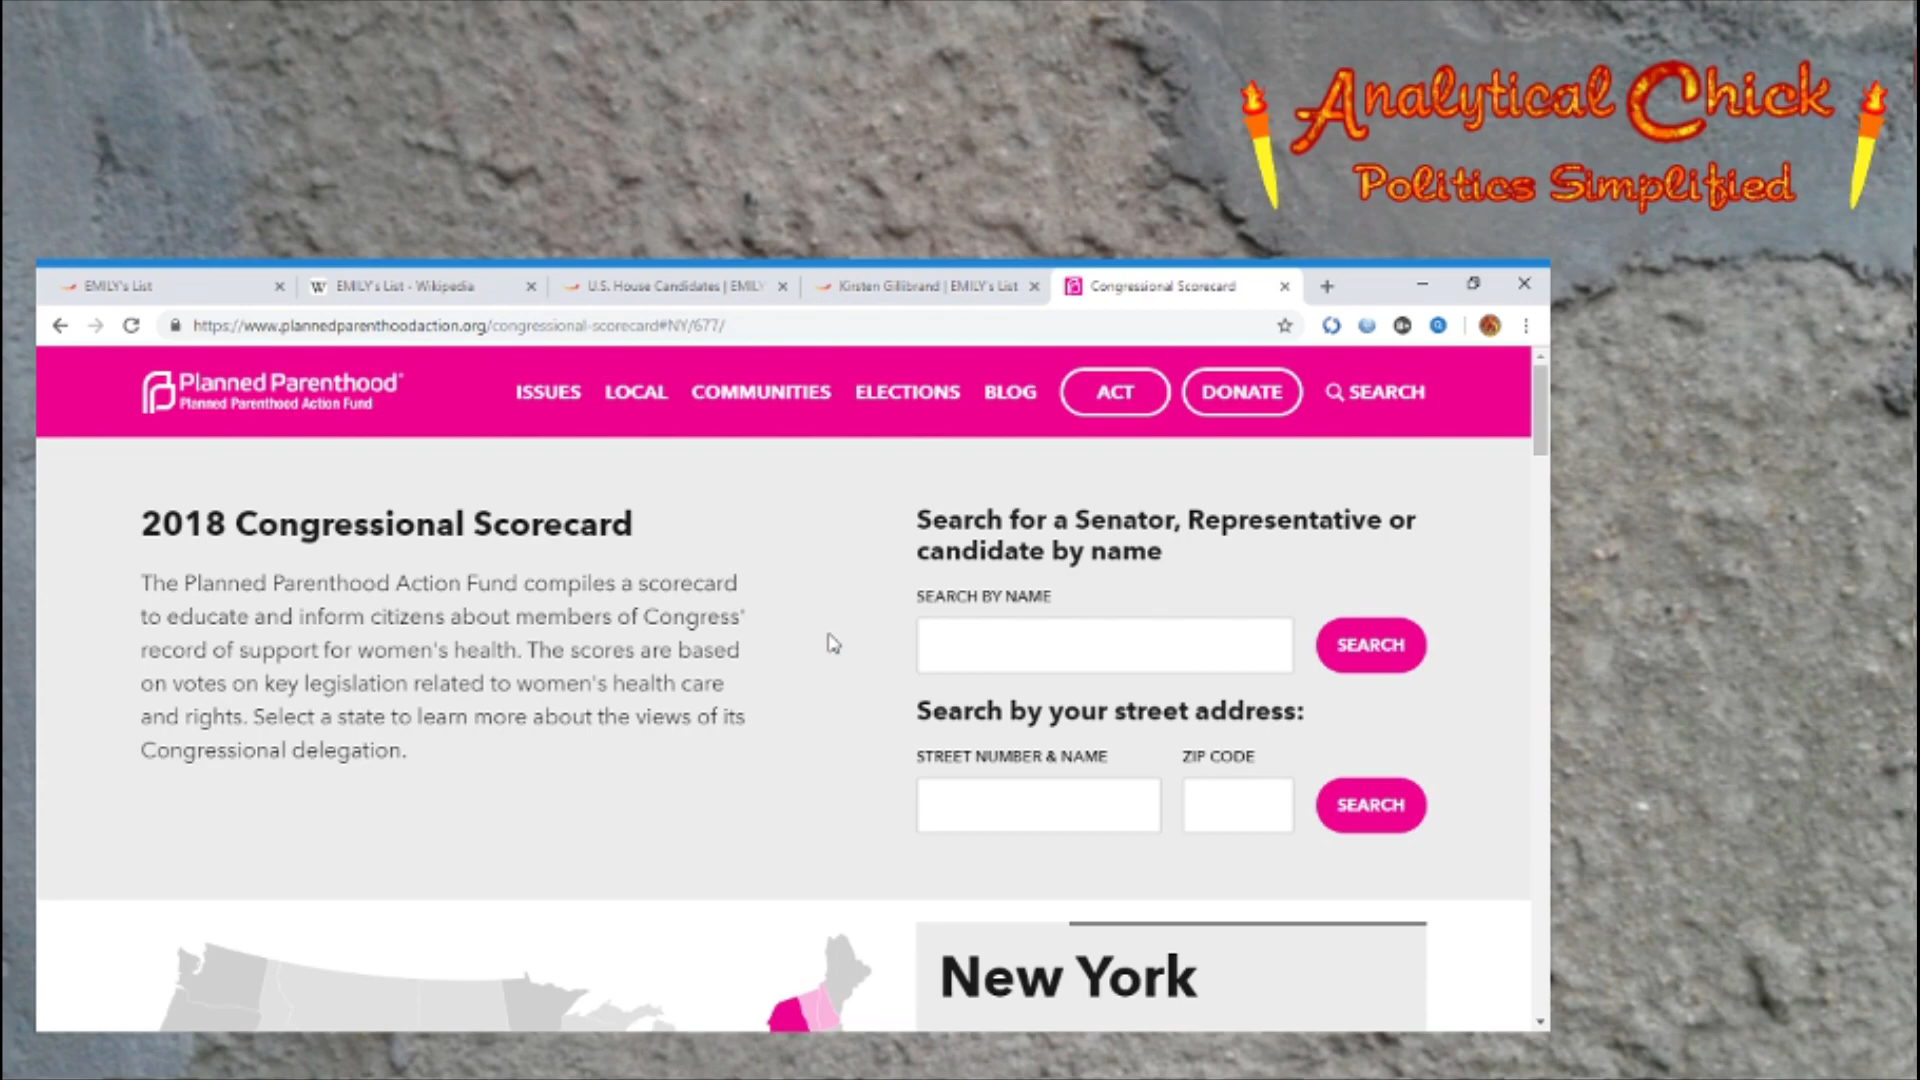 Analytical Chick
Politics Simplified
EMILY's List
EMILY's List - Wikipedia
U.S. House Candidates | EMILY'
Kirsten Gillibrand | EMILY's List
Congressional Scorecard
https://www.plannedparenthoodaction.org/congressional-scorecard#NY/677/
Planned Parenthood®
Planned Parenthood Action Fund
ISSUES LOCAL COMMUNITIES ELECTIONS BLOG ACT DONATE SEARCH
2018 Congressional Scorecard
The Planned Parenthood Action Fund compiles a scorecard
to educate and inform citizens about members of Congress'
record of support for women's health. The scores are based
on votes on key legislation related to women's health care
and rights. Select a state to learn more about the views of its
Congressional delegation.
Search for a Senator, Representative or
candidate by name
SEARCH BY NAME
SEARCH
Search by your street address:
STREET NUMBER & NAME ZIP CODE
SEARCH
New York